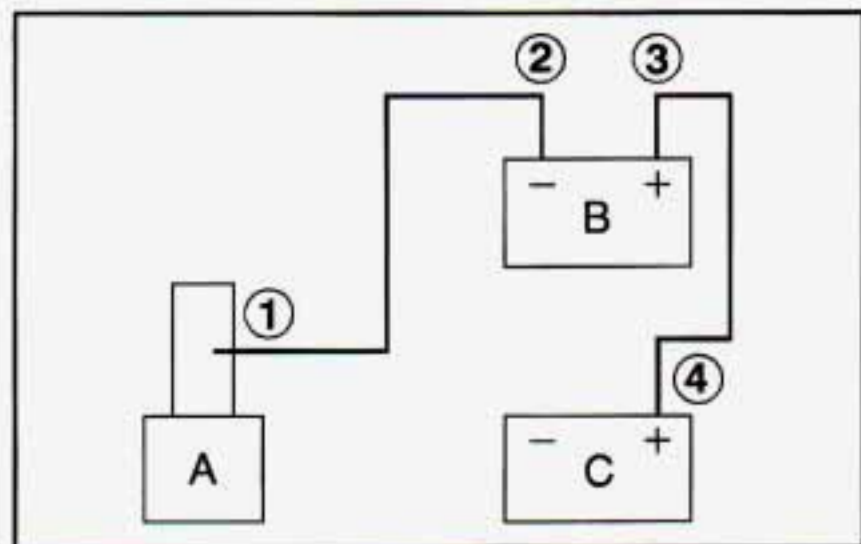 ② ③
− +
B
①
④
− +
A C